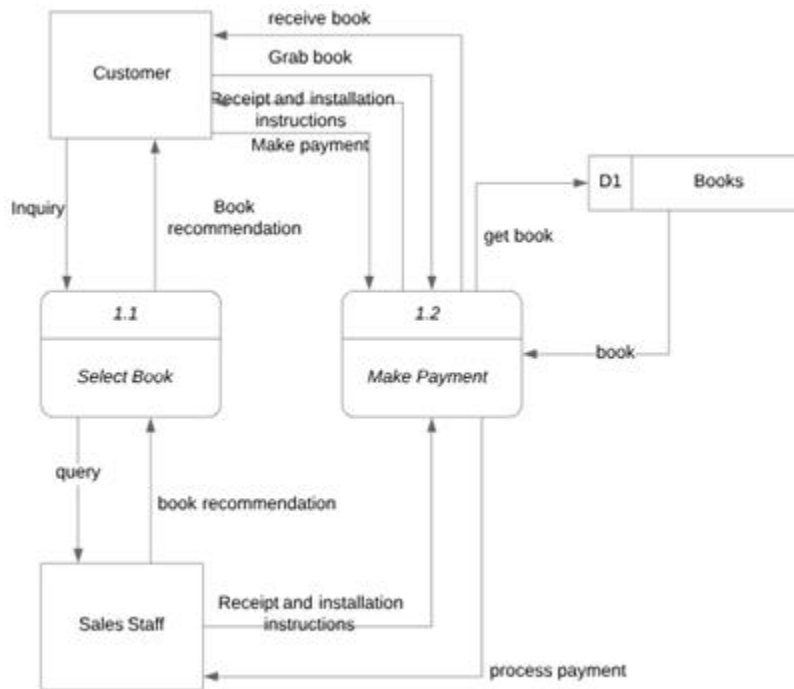 receive book
Customer
Grab book
Receipt and installation
instructions
Make payment
D1
Books
Inquiry
Book
recommendation
get book
1.1
1.2
Select Book
Make Payment
book
query
book recommendation
Sales Staff
Receipt and installation
instructions
process payment